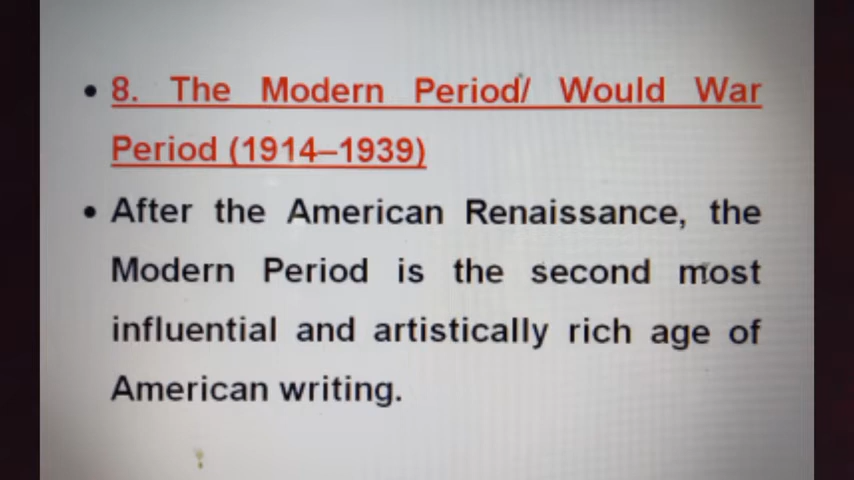 • 8. The Modern Period/ Would War
Period (1914–1939)
• After the American Renaissance, the
Modern Period is the second most
influential and artistically rich age of
American writing.